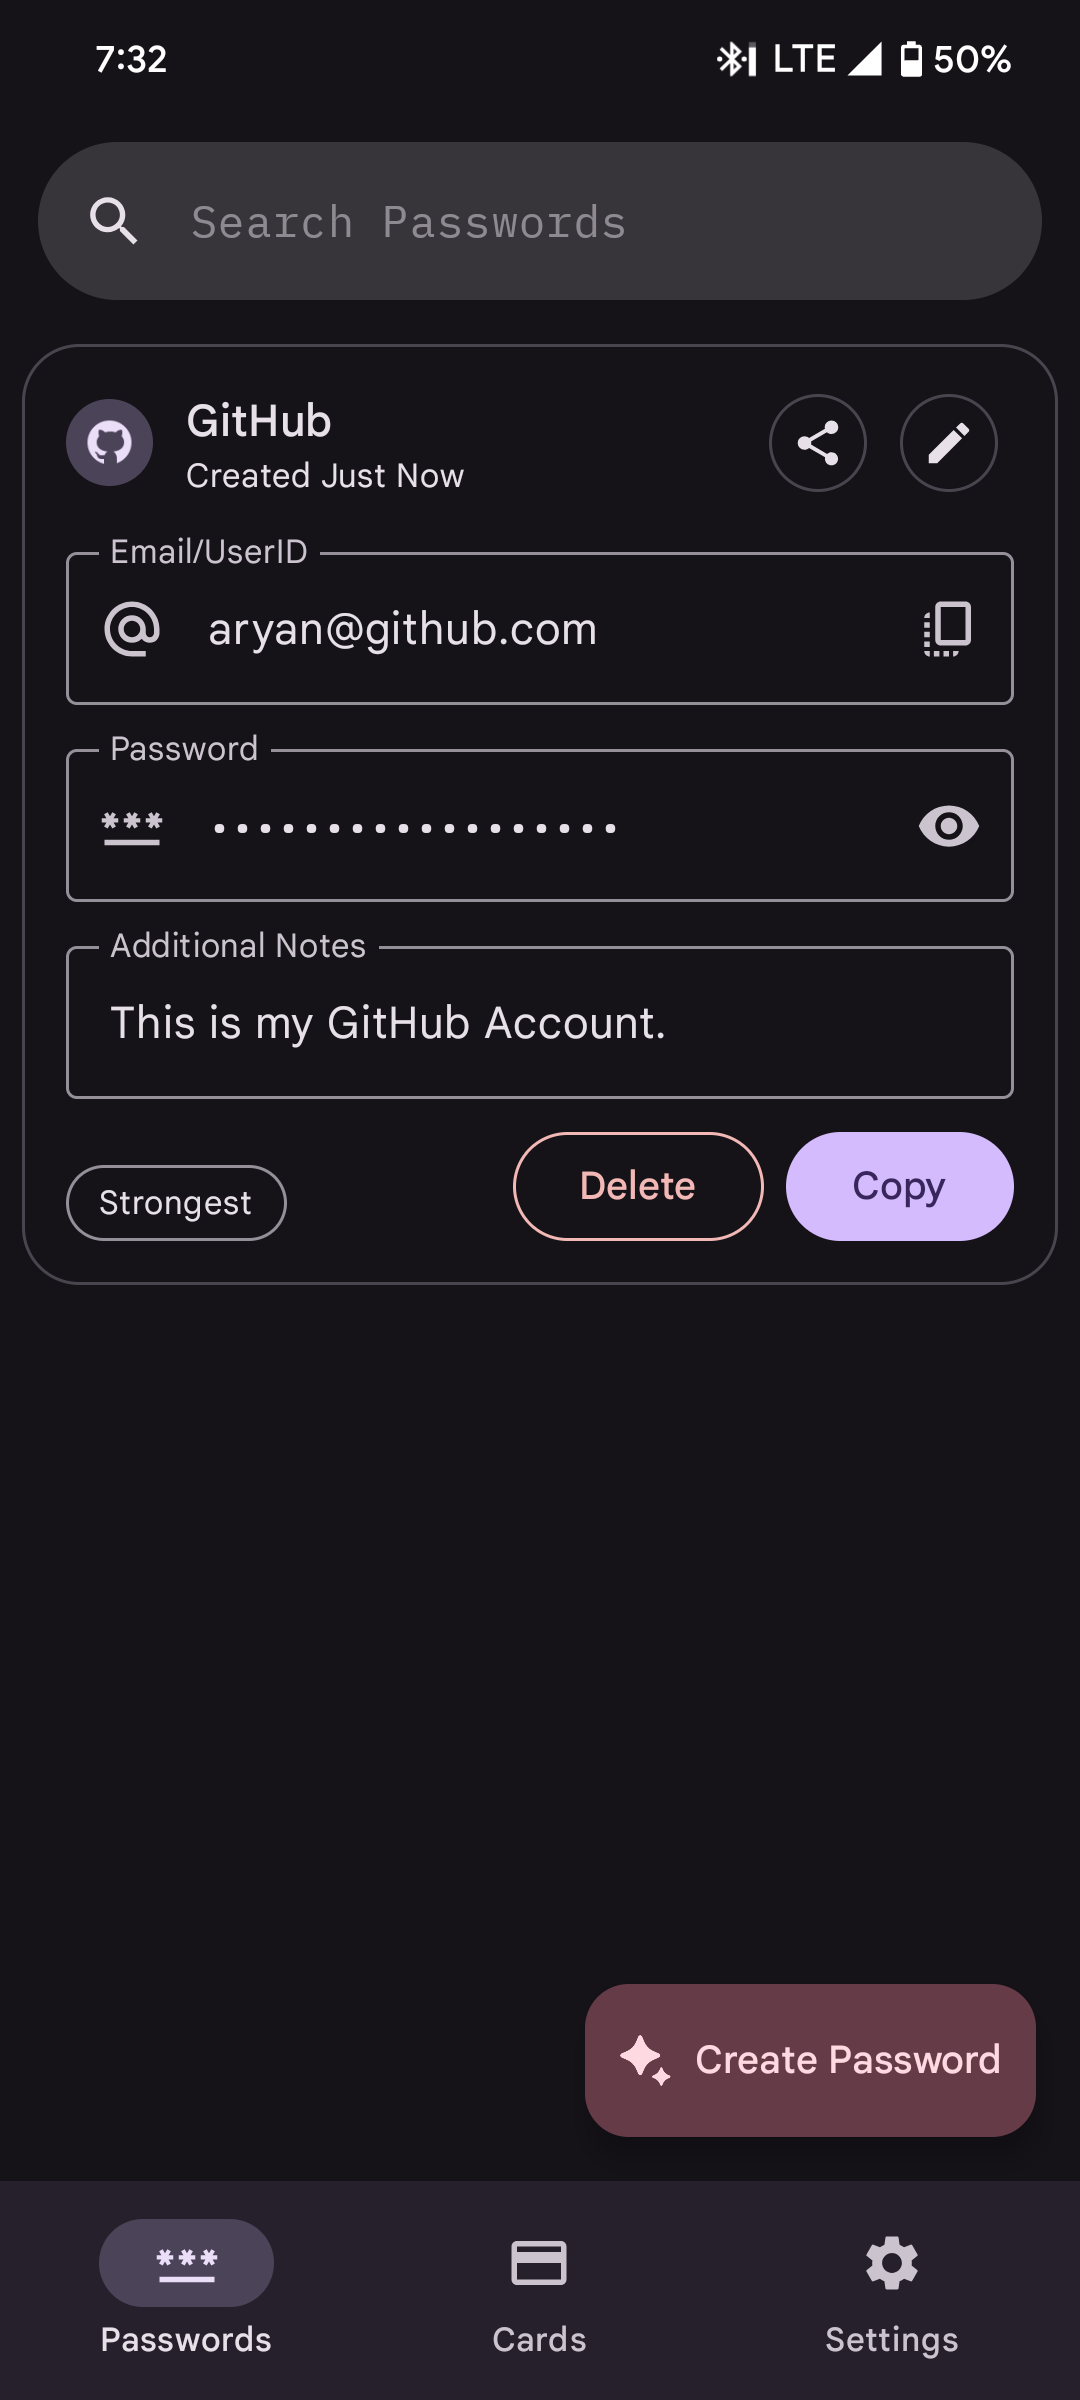 7:32
LTE 50%
Search Passwords
GitHub
Created Just Now
Email/UserID
aryan@github.com
Password
••••••••••••••••••
Additional Notes
This is my GitHub Account.
Strongest
Delete
Copy
Create Password
Passwords
Cards
Settings